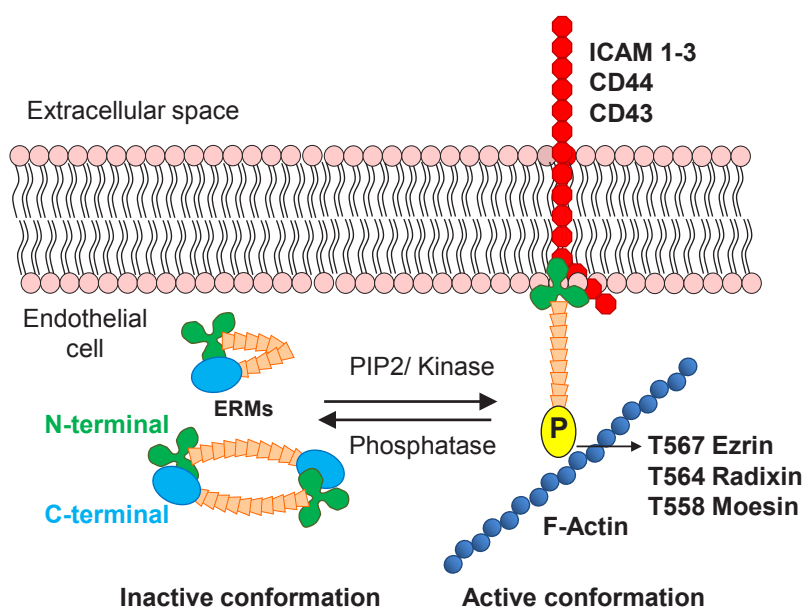 ICAM 1-3
CD44
CD43
Extracellular space
Endothelial
cell
PIP2/ Kinase
ERMs
N-terminal
Phosphatase
P
T567 Ezrin
T564 Radixin
T558 Moesin
C-terminal
F-Actin
Inactive conformation
Active conformation